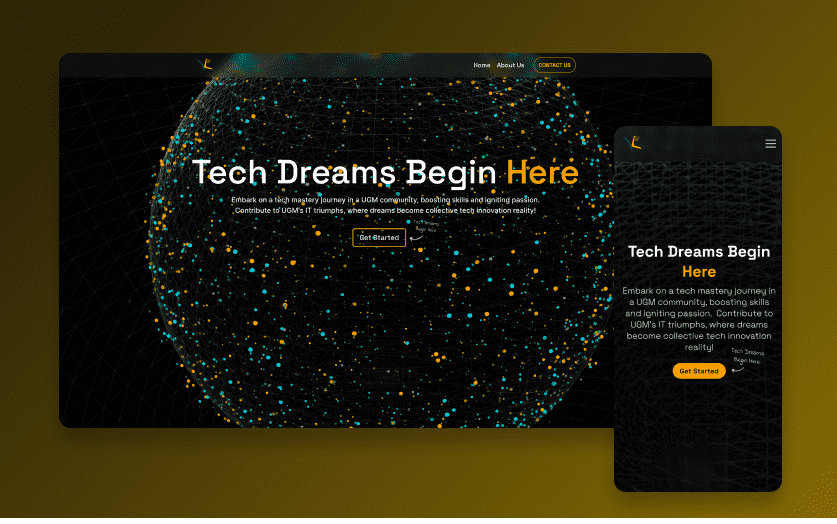 Home About Us CONTACT US
Tech Dreams Begin Here
Embark on a tech mastery journey in a UGM community, boosting skills and igniting passion.
Contribute to UGM's IT triumphs, where dreams become collective tech innovation reality!
Get Started
Tech Dreams
Begin Here
Tech Dreams Begin
Here
Embark on a tech mastery journey in
a UGM community, boosting skills
and igniting passion. Contribute to
UGM's IT triumphs, where dreams
become collective tech innovation
reality!
Tech Dreams
Begin Here
Get Started